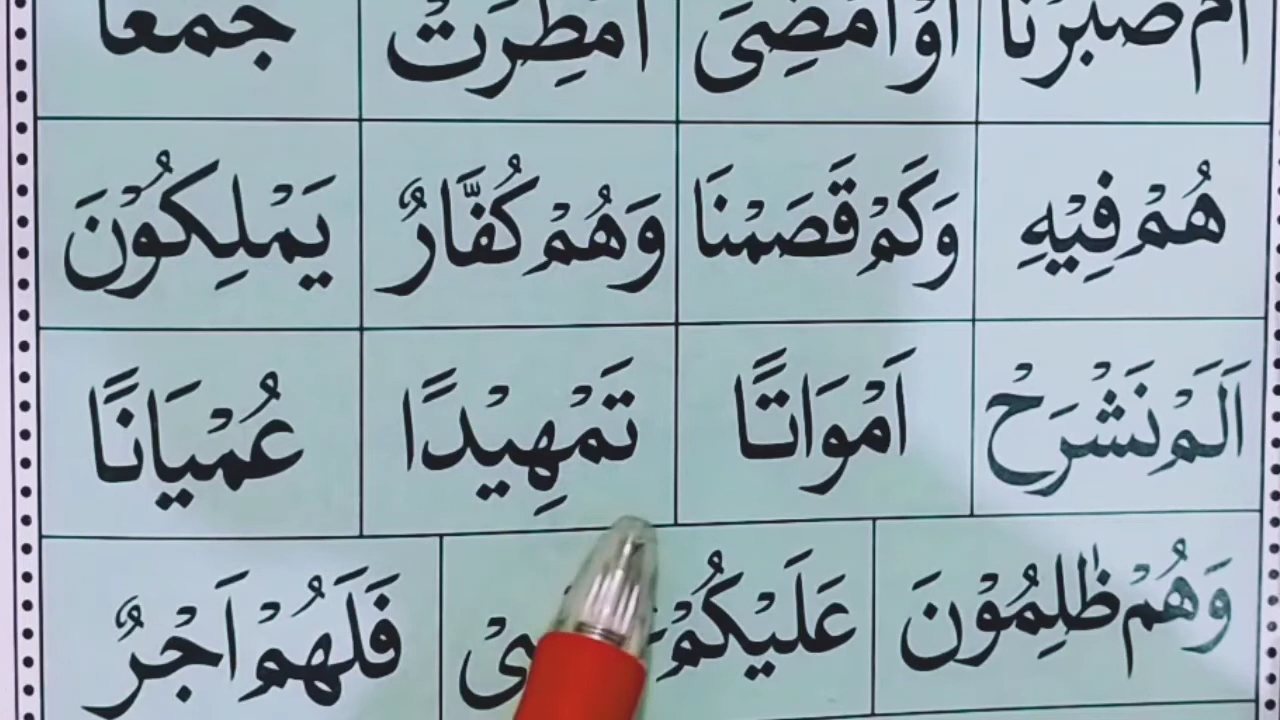 اَمْ صَبَرْنَا اَوْ اَمْضِىَ اُمْطِرَتْ جَمْعًا
هُمْ فِيْهِ وَكَمْ قَصَمْنَا وَهُمْ كُفَّارٌ يَمْلِكُوْنَ
اَلَمْ نَشْرَحْ اَمْوَاتًا تَمْهِيْدًا عُمْيَانًا
وَهُمْ ظٰلِمُوْنَ عَلَيْكُمْ فَلَهُمْ اَجْرٌ